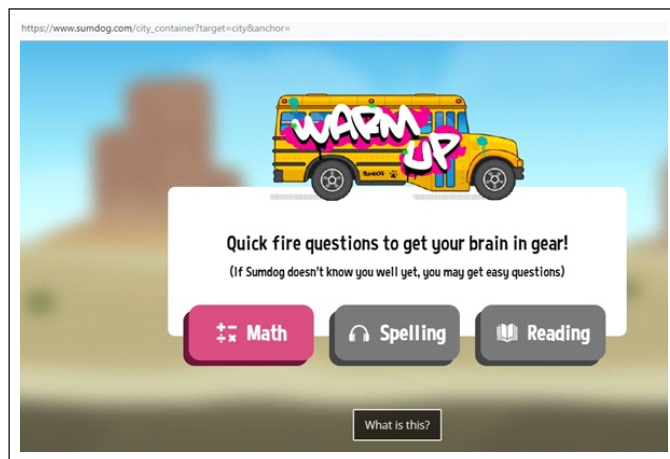 https://www.sumdog.com/city_container?target=city&anchor=
WARM
UP
SUMDOG
Quick fire questions to get your brain in gear!
(If Sumdog doesn't know you well yet, you may get easy questions)
Math
Spelling
Reading
What is this?